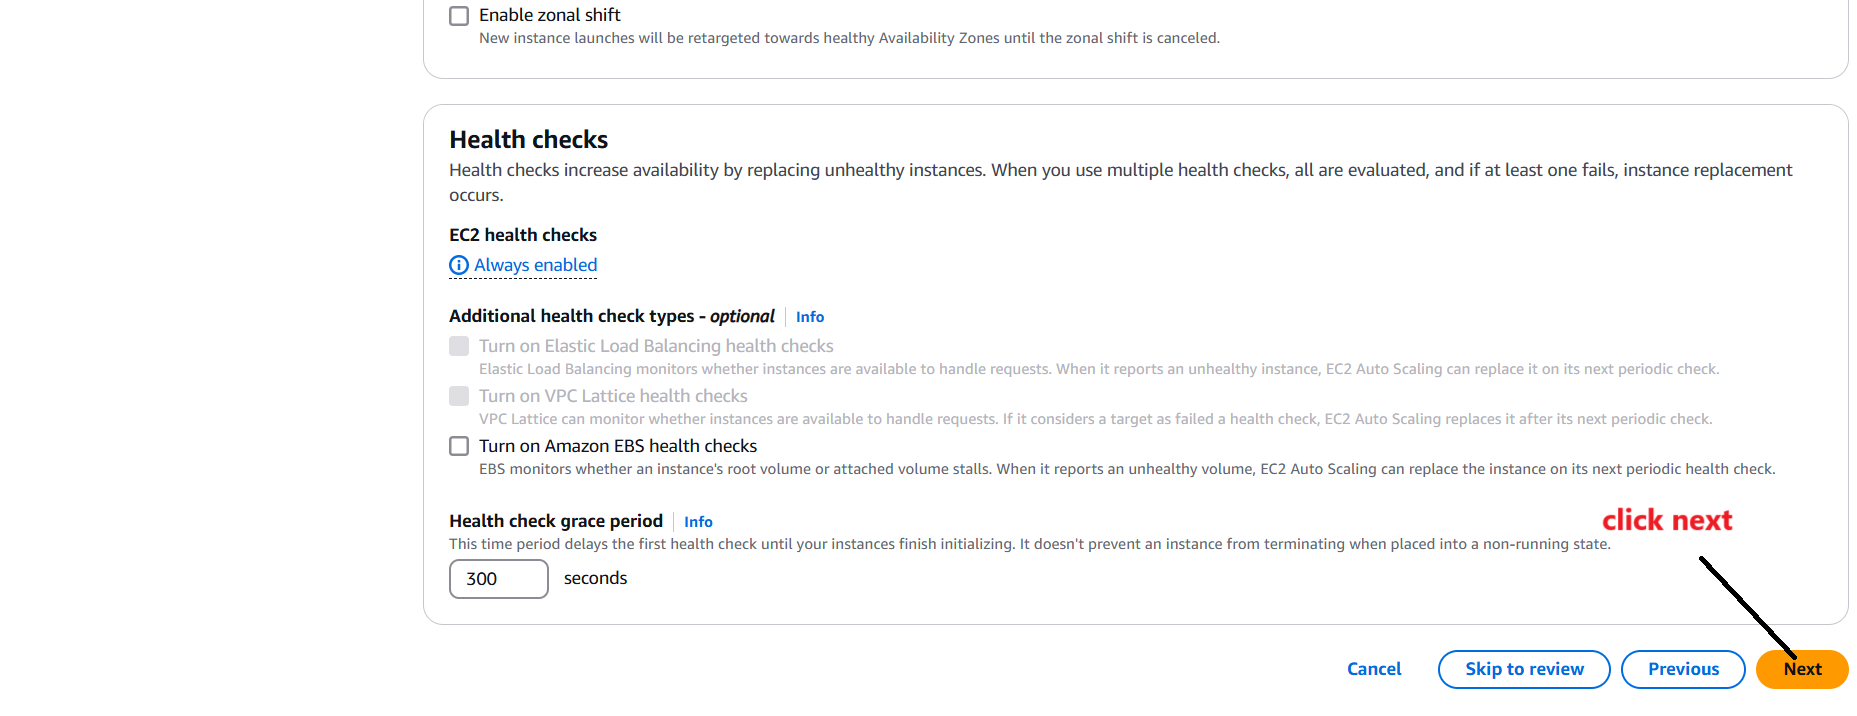 Enable zonal shift
New instance launches will be retargeted towards healthy Availability Zones until the zonal shift is canceled.
Health checks
Health checks increase availability by replacing unhealthy instances. When you use multiple health checks, all are evaluated, and if at least one fails, instance replacement
occurs.
EC2 health checks
Always enabled
Additional health check types - optional Info
Turn on Elastic Load Balancing health checks
Elastic Load Balancing monitors whether instances are available to handle requests. When it reports an unhealthy instance, EC2 Auto Scaling can replace it on its next periodic check.
Turn on VPC Lattice health checks
VPC Lattice can monitor whether instances are available to handle requests. If it considers a target as failed a health check, EC2 Auto Scaling replaces it after its next periodic check.
Turn on Amazon EBS health checks
EBS monitors whether an instance's root volume or attached volume stalls. When it reports an unhealthy volume, EC2 Auto Scaling can replace the instance on its next periodic health check.
Health check grace period Info
click next
This time period delays the first health check until your instances finish initializing. It doesn't prevent an instance from terminating when placed into a non-running state.
300 seconds
Cancel Skip to review Previous Next